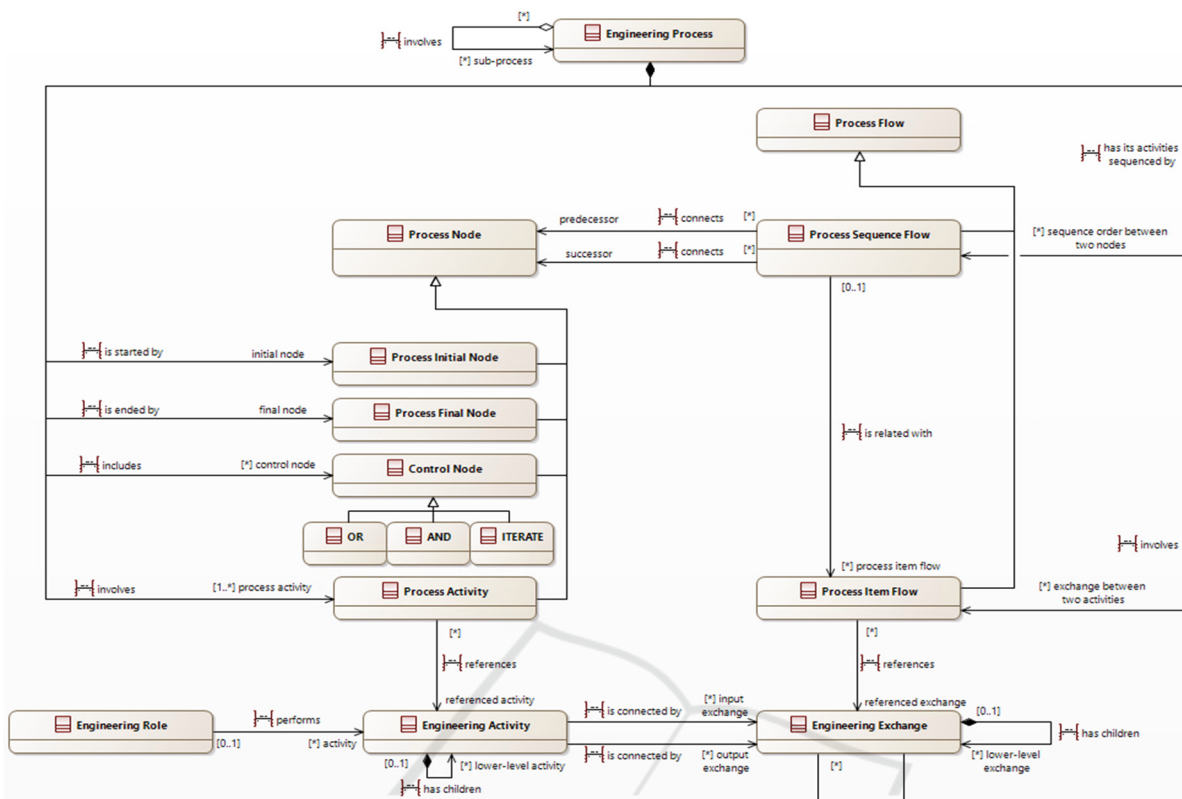 [*]
Engineering Process
involves
[*] sub-process
Process Flow
has its activities
sequenced by
predecessor
connects
[*]
Process Node
Process Sequence Flow
[*] sequence order between
two nodes
successor
connects
[*]
[0..1]
is started by
initial node
Process Initial Node
is ended by
final node
Process Final Node
is related with
includes
[*] control node
Control Node
OR
AND
ITERATE
involves
[*] process item flow
involves
[1..*] process activity
Process Activity
Process Item Flow
[*] exchange between
two activities
[*]
[*]
references
references
referenced activity
referenced exchange
Engineering Role
performs
Engineering Activity
is connected by
[*] input
exchange
Engineering Exchange
[0..1]
has children
[0..1]
[*] activity
is connected by
[*] output
exchange
[*] lower-level
exchange
[0..1]
[*] lower-level activity
[*]
has children